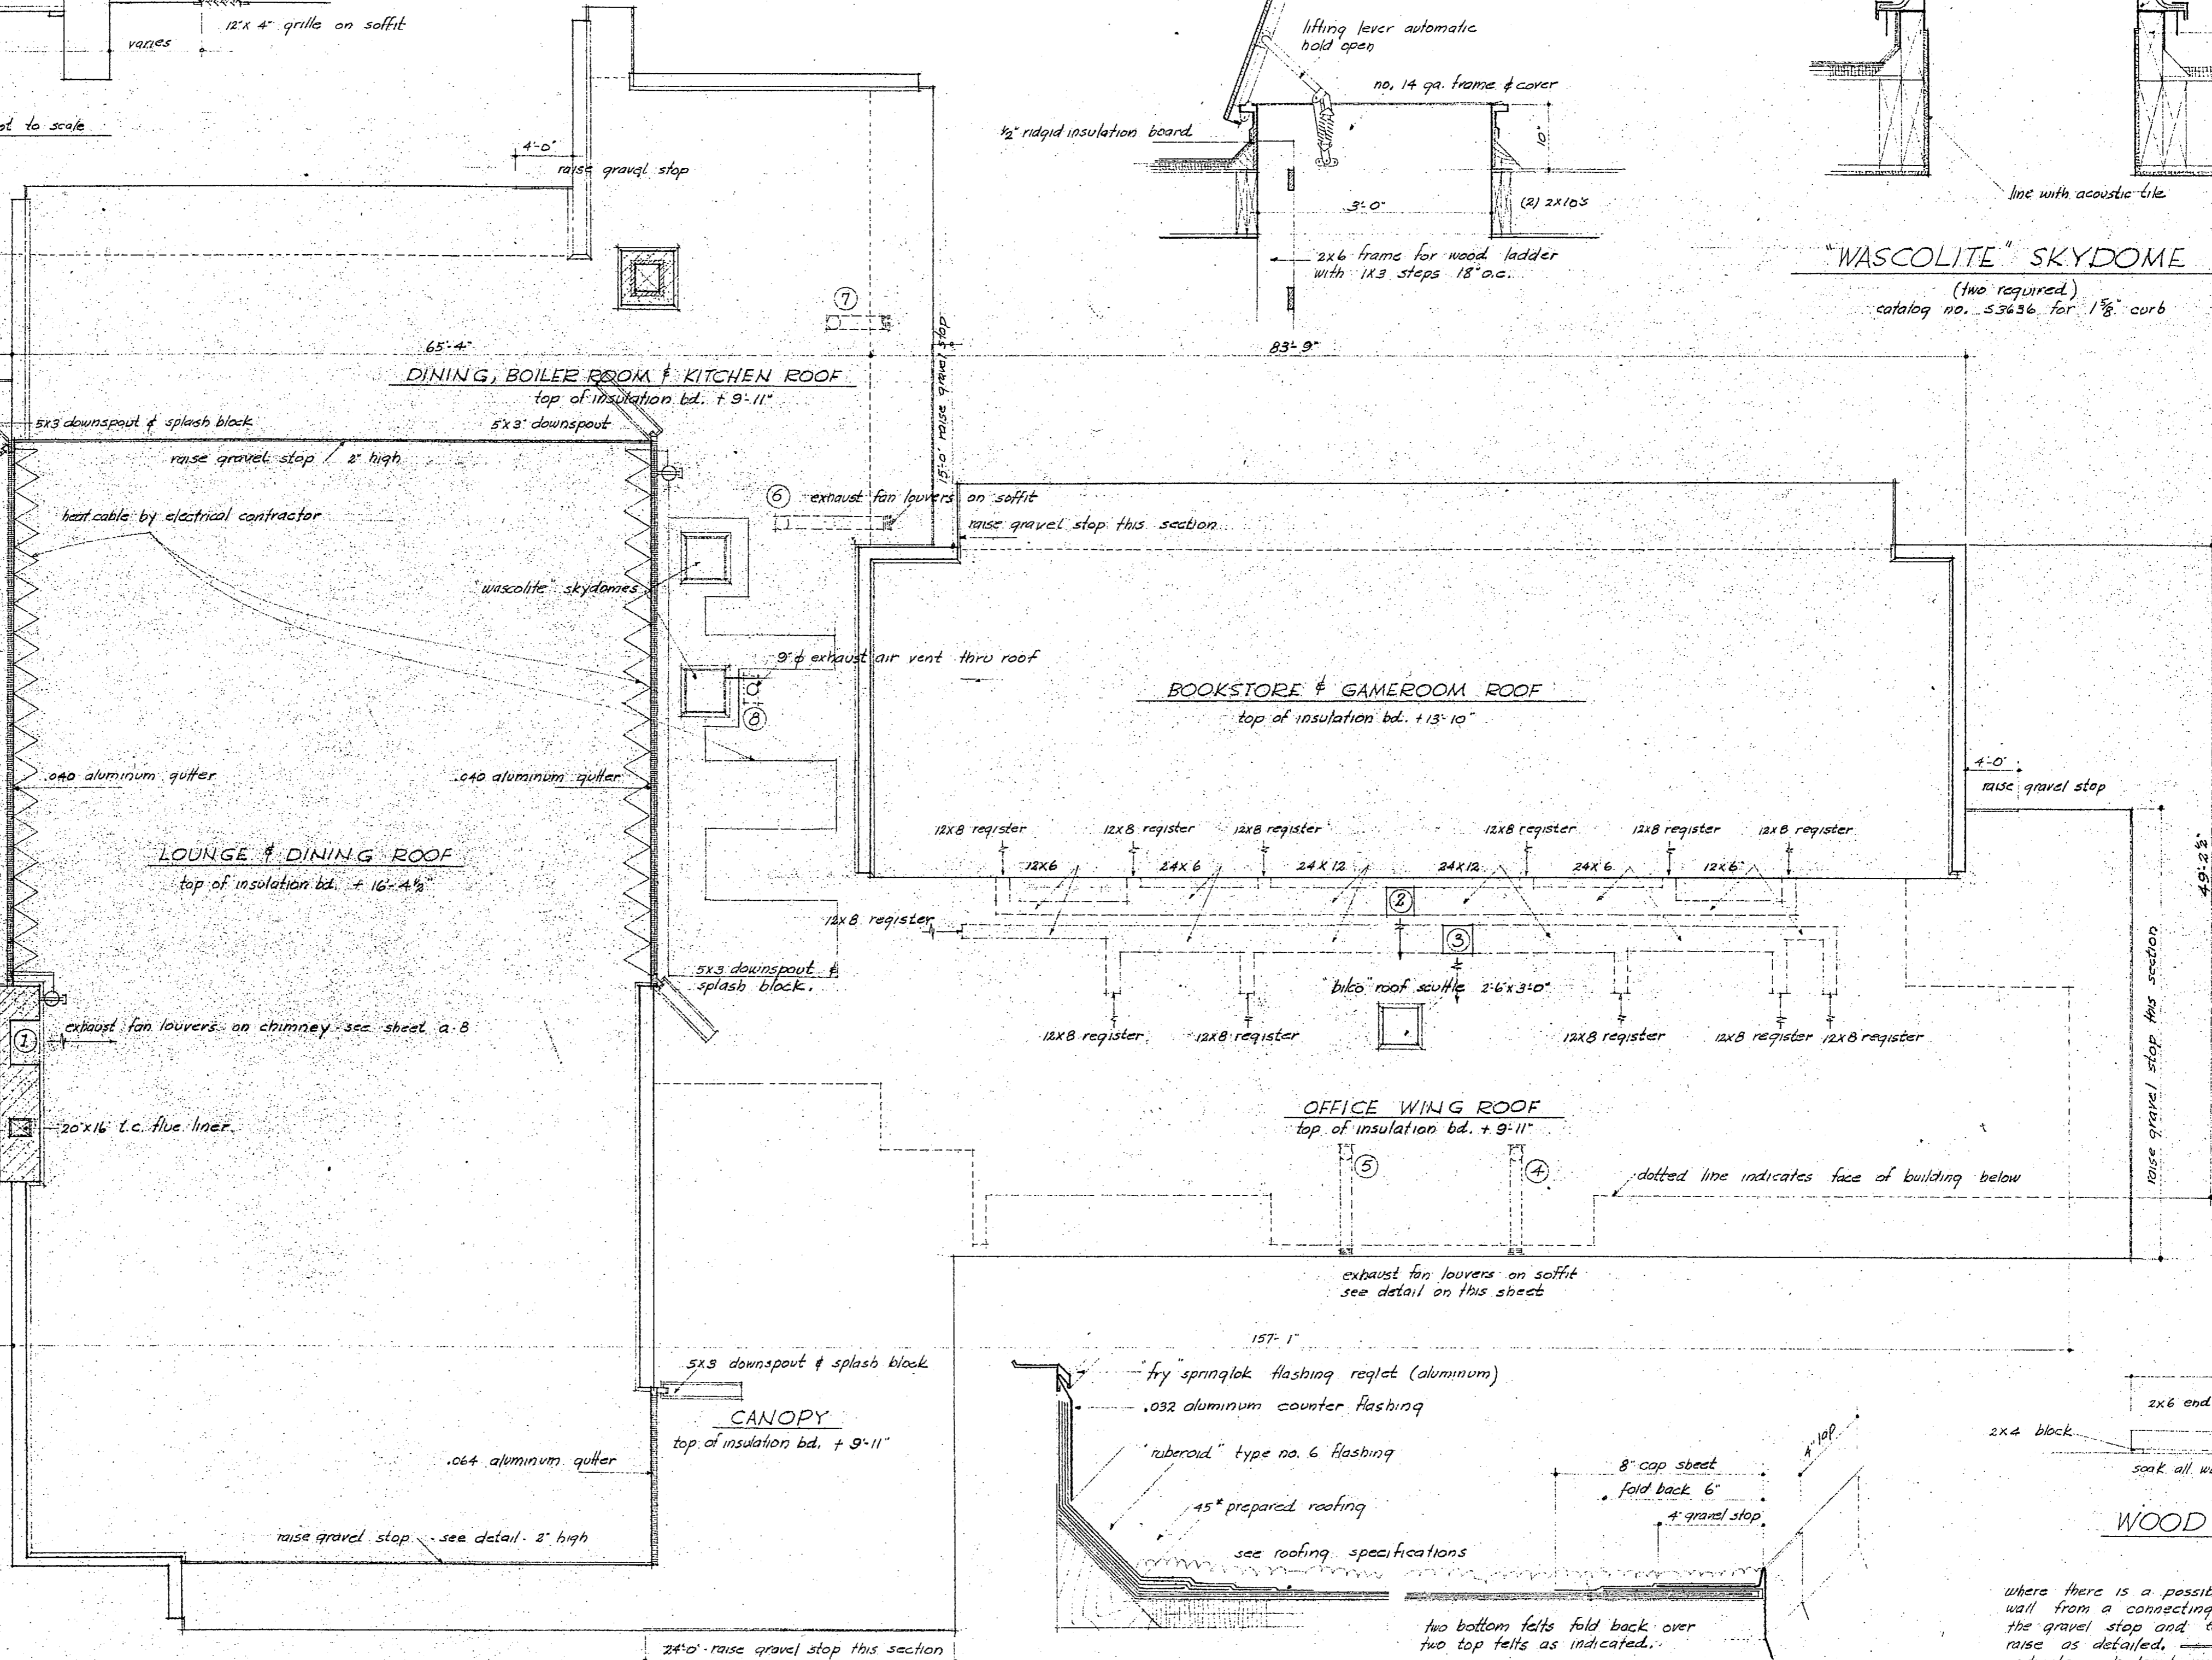 12"x 4" grille on soffit
varies
to scale
4'-0"
raise gravel stop
lifting lever automatic
hold open
no. 14 ga. frame & cover
1/2" ridgid insulation board
10"
3'-0"
(2) 2x10's
2x6 frame for wood ladder
with 1x3 steps 18" o.c.
line with acoustic tile
"WASCOLITE" SKYDOME
(two required)
catalog no. S3636 for 1 5/8" curb
7
65'-4"
83'-9"
DINING, BOILER ROOM & KITCHEN ROOF
top of insulation bd. + 9'-11"
15'-0" raise gravel stop
5x3 downspout & splash block
5x3 downspout
raise gravel stop / 2" high
6 exhaust fan louvers on soffit
raise gravel stop this section
heat cable by electrical contractor
"wascolite" skydomes
9"ϕ exhaust air vent thru roof
8
BOOKSTORE & GAMEROOM ROOF
top of insulation bd. +13'-10"
.040 aluminum gutter
.040 aluminum gutter
4'-0"
raise gravel stop
LOUNGE & DINING ROOF
top of insulation bd. + 16'-4½"
12x8 register
12x8 register
12x8 register
12x8 register
12x8 register
12x8 register
12x6
24x6
24x12
24x12
24x6
12x6
49'-2½"
2
12x8 register
3
5x3 downspout &
splash block.
"bilco" roof scuttle 2'-6"x3'-0"
12x8 register
12x8 register
12x8 register
12x8 register
12x8 register
raise gravel stop this section
exhaust fan louvers on chimney see sheet a-8
1
20"x16" t.c. flue liner
OFFICE WING ROOF
top of insulation bd. + 9'-11"
5
4
dotted line indicates face of building below
exhaust fan louvers on soffit
see detail on this sheet
157'-1"
5x3 downspout & splash block
CANOPY
top of insulation bd. + 9'-11"
.064 aluminum gutter
raise gravel stop - see detail - 2" high
24'-0" - raise gravel stop this section
"fry" springlok flashing reglet (aluminum)
.032 aluminum counter flashing
"ruberoid" type no. 6 flashing
45# prepared roofing
see roofing specifications
8" cap sheet
fold back 6"
4" gravel stop
4" lap
two bottom felts fold back over
two top felts as indicated.
2x6 end
2x4 block
soak all
WOOD
where there is a
wall from a connecting
the gravel stop and
raise as detailed.